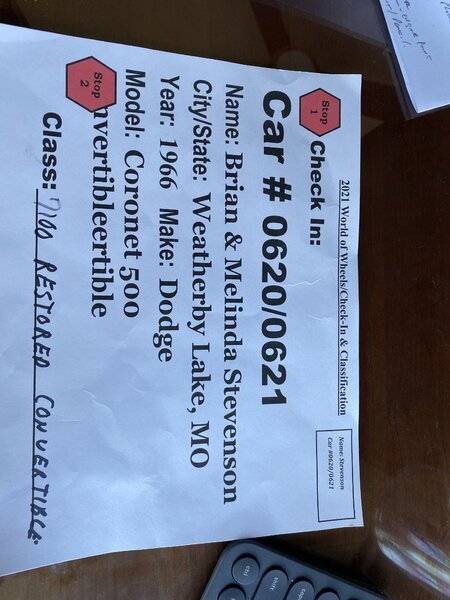 2021 World of Wheels/Check-In & Classification
Name: Stevenson
Car #0620/0621
Stop 1
Check In:
Car # 0620/0621
Name: Brian & Melinda Stevenson
City/State: Weatherby Lake, MO
Year: 1966 Make: Dodge
Model: Coronet 500
Stop 2
nvertibleertible
Class: 7100 RESTORED CONVERTIBLE